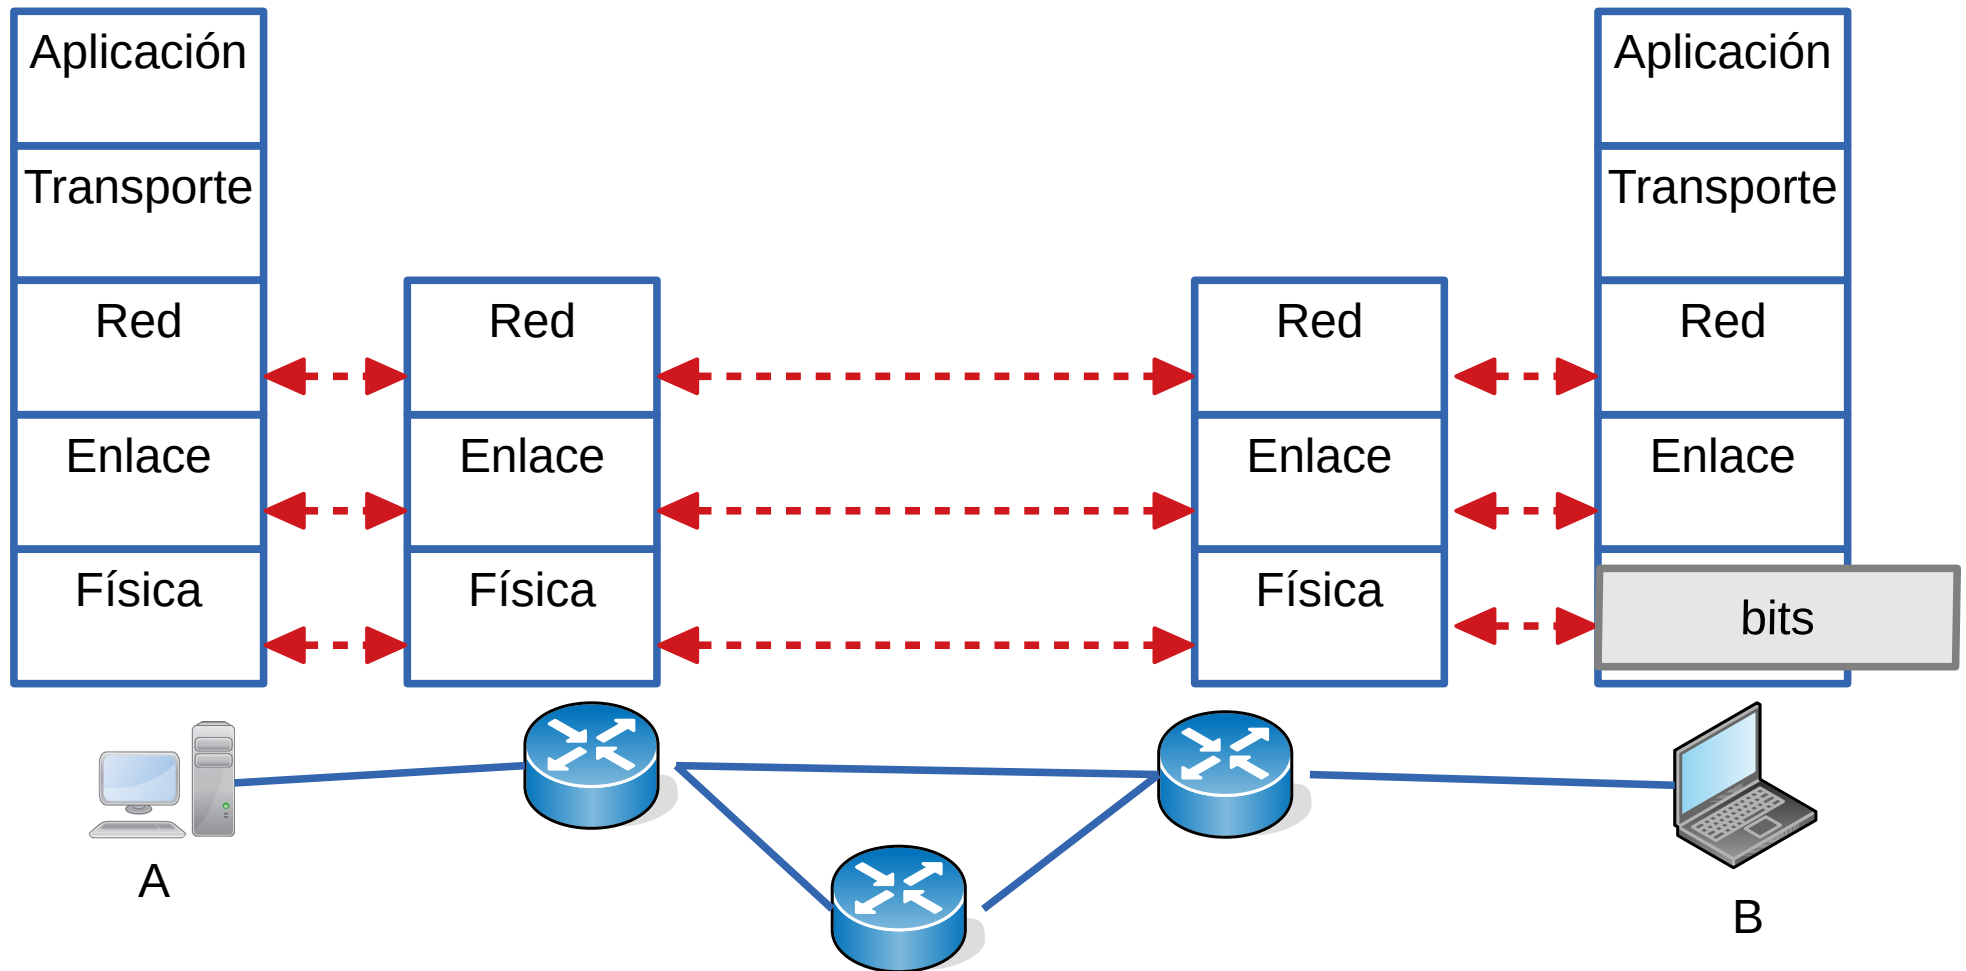 Aplicación
Transporte
Red
Enlace
Física
Red
Enlace
Física
Red
Enlace
Física
Aplicación
Transporte
Red
Enlace
bits
A
B